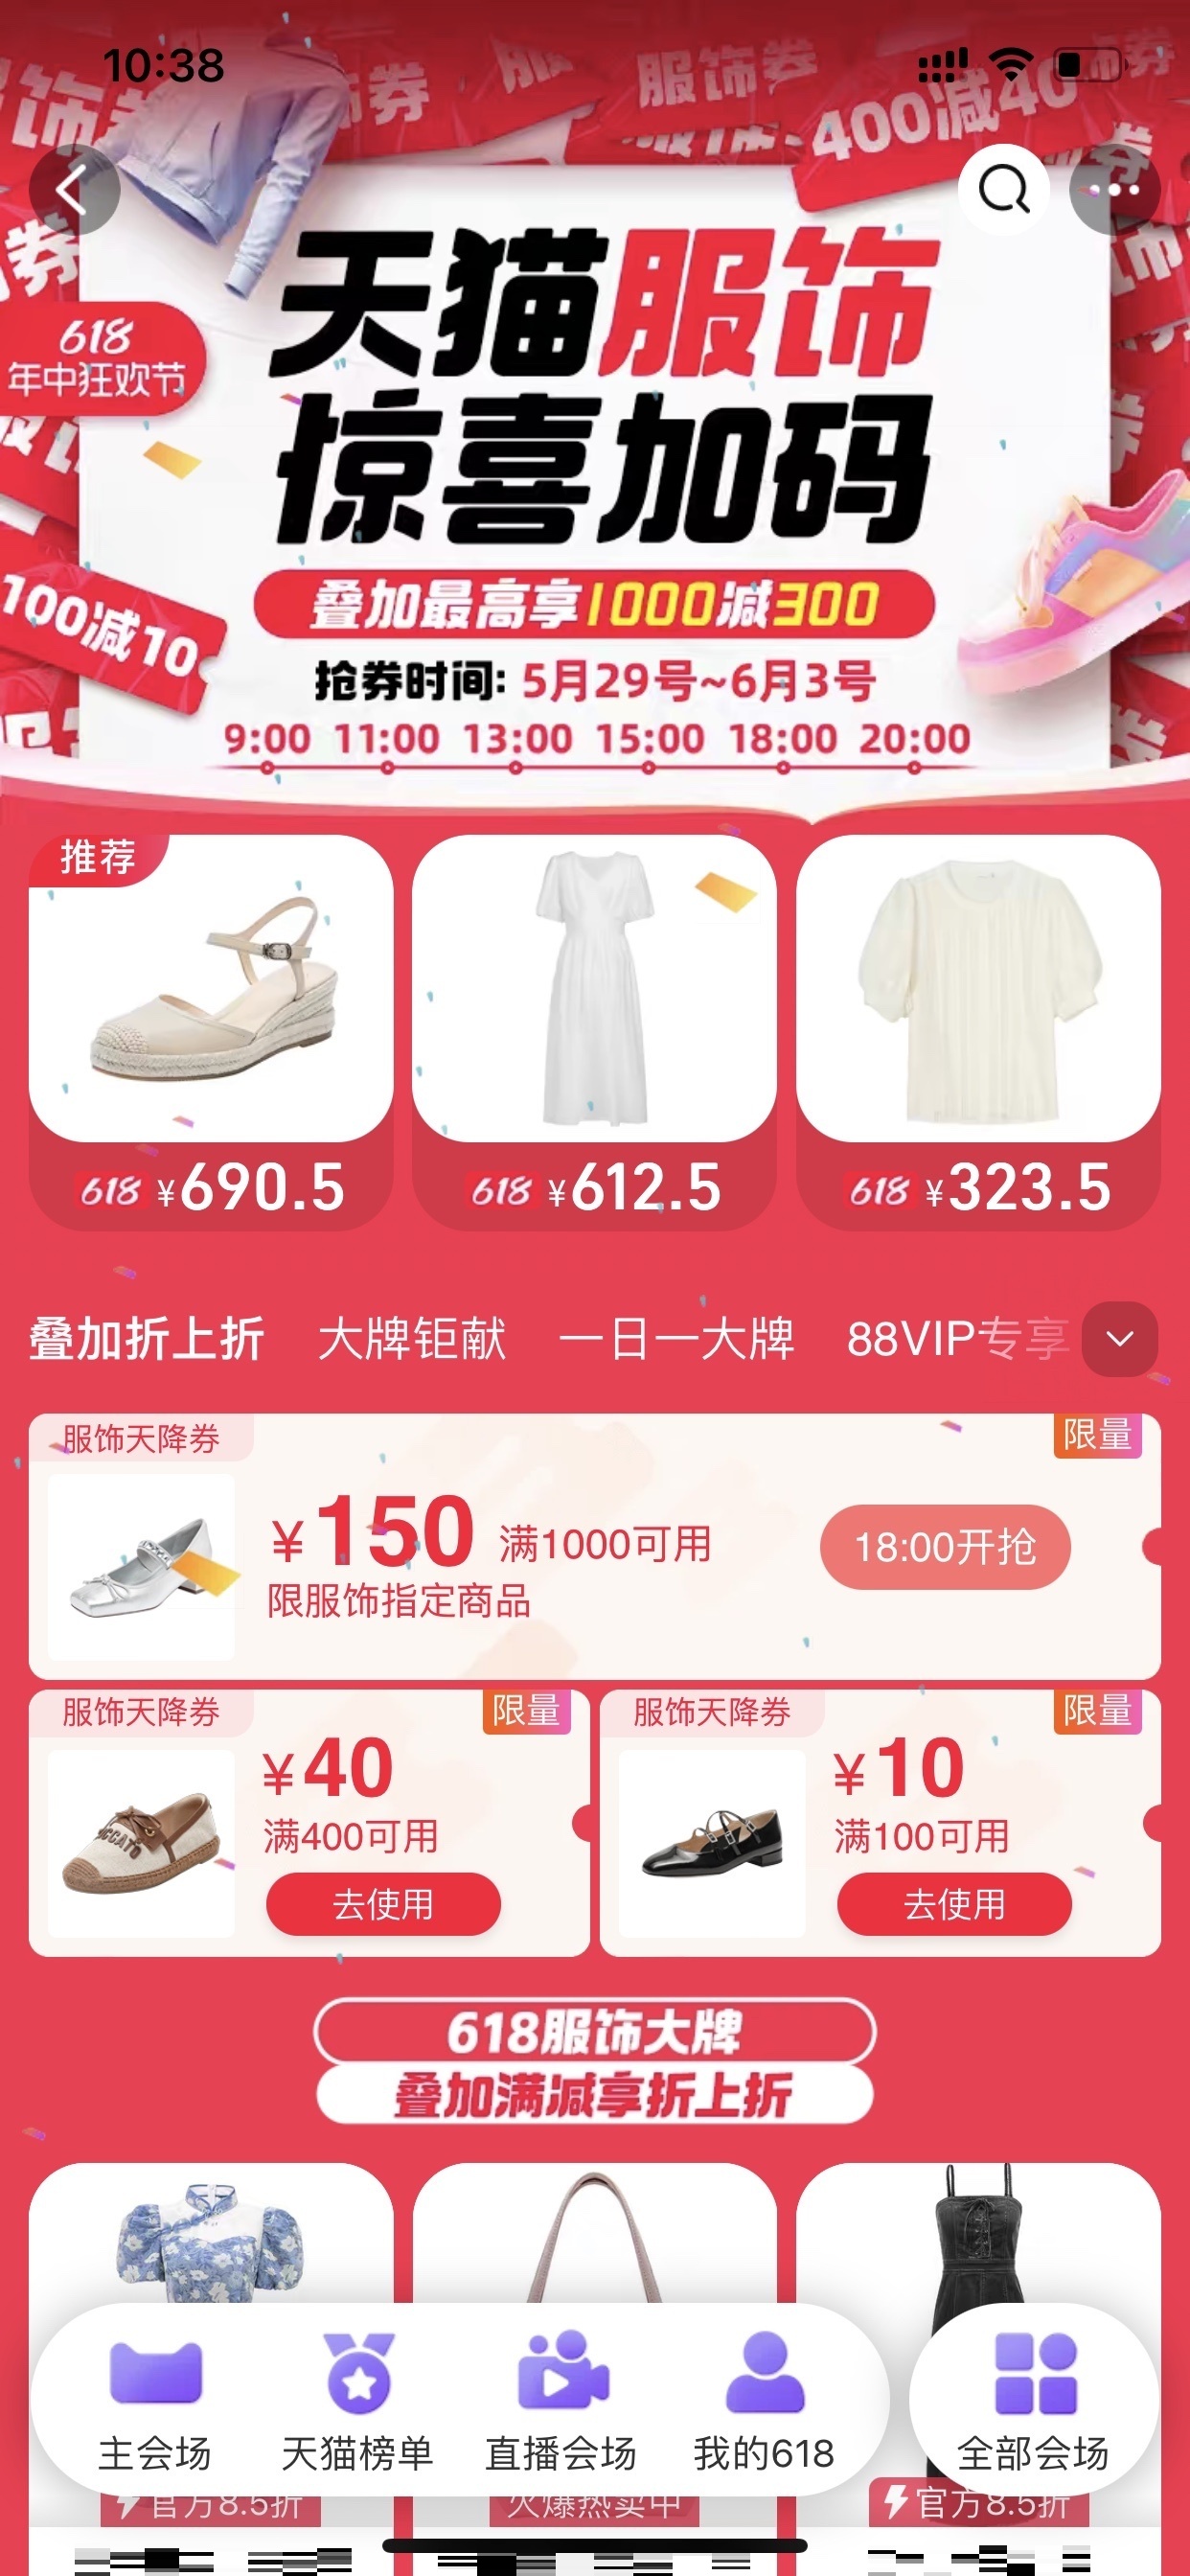 10:38
服饰券
服饰券
400减40
天猫服饰
惊喜加码
618
年中狂欢节
100减10
叠加最高享1000减300
抢券时间: 5月29号~6月3号
9:00 11:00 13:00 15:00 18:00 20:00
推荐
618 ¥690.5
618 ¥612.5
618 ¥323.5
叠加折上折 大牌钜献 一日一大牌 88VIP专享
服饰天降券 限量
¥150 满1000可用
18:00开抢
限服饰指定商品
服饰天降券 限量
¥40
满400可用
去使用
服饰天降券 限量
¥10
满100可用
去使用
618服饰大牌
叠加满减享折上折
主会场 天猫榜单 直播会场 我的618 全部会场
官方8.5折 火爆热卖中 官方8.5折